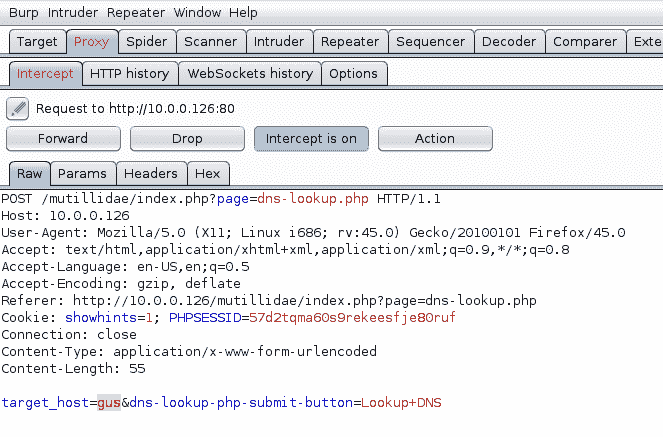 Burp Intruder Repeater Window Help
Target Proxy Spider Scanner Intruder Repeater Sequencer Decoder Comparer Exte
Intercept HTTP history WebSockets history Options
Request to http://10.0.0.126:80
Forward Drop Intercept is on Action
Raw Params Headers Hex
POST /mutillidae/index.php?page=dns-lookup.php HTTP/1.1
Host: 10.0.0.126
User-Agent: Mozilla/5.0 (X11; Linux i686; rv:45.0) Gecko/20100101 Firefox/45.0
Accept: text/html,application/xhtml+xml,application/xml;q=0.9,*/*;q=0.8
Accept-Language: en-US,en;q=0.5
Accept-Encoding: gzip, deflate
Referer: http://10.0.0.126/mutillidae/index.php?page=dns-lookup.php
Cookie: showhints=1; PHPSESSID=57d2tqma60s9rekeesfje80ruf
Connection: close
Content-Type: application/x-www-form-urlencoded
Content-Length: 55
target_host=gus&dns-lookup-php-submit-button=Lookup+DNS